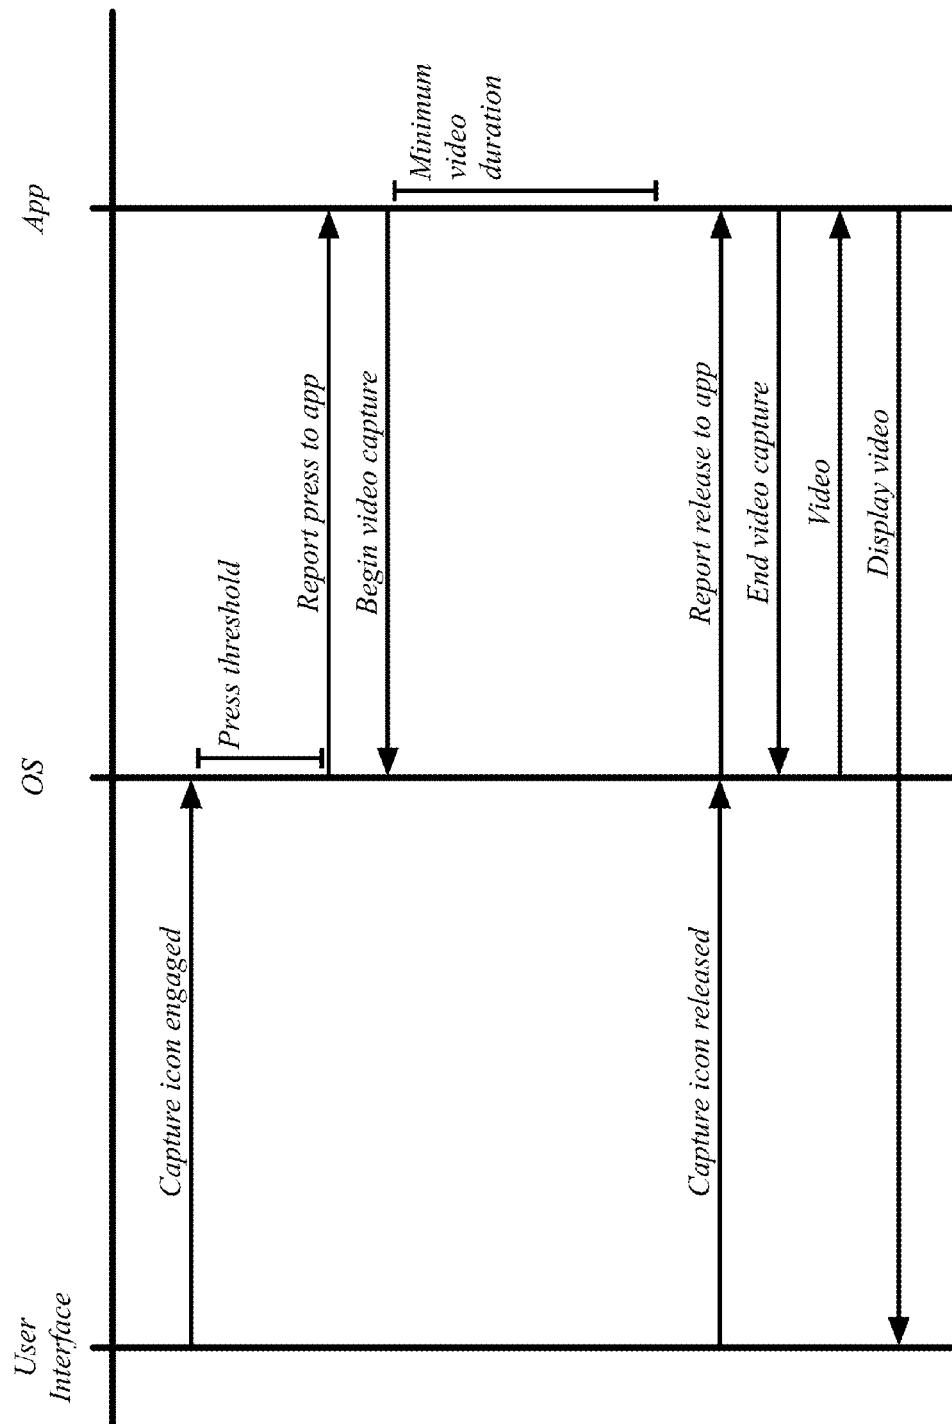 User
Interface
OS
App
Capture icon engaged
Press threshold
Report press to app
Begin video capture
Minimum
video
duration
Capture icon released
Report release to app
End video capture
Video
Display video